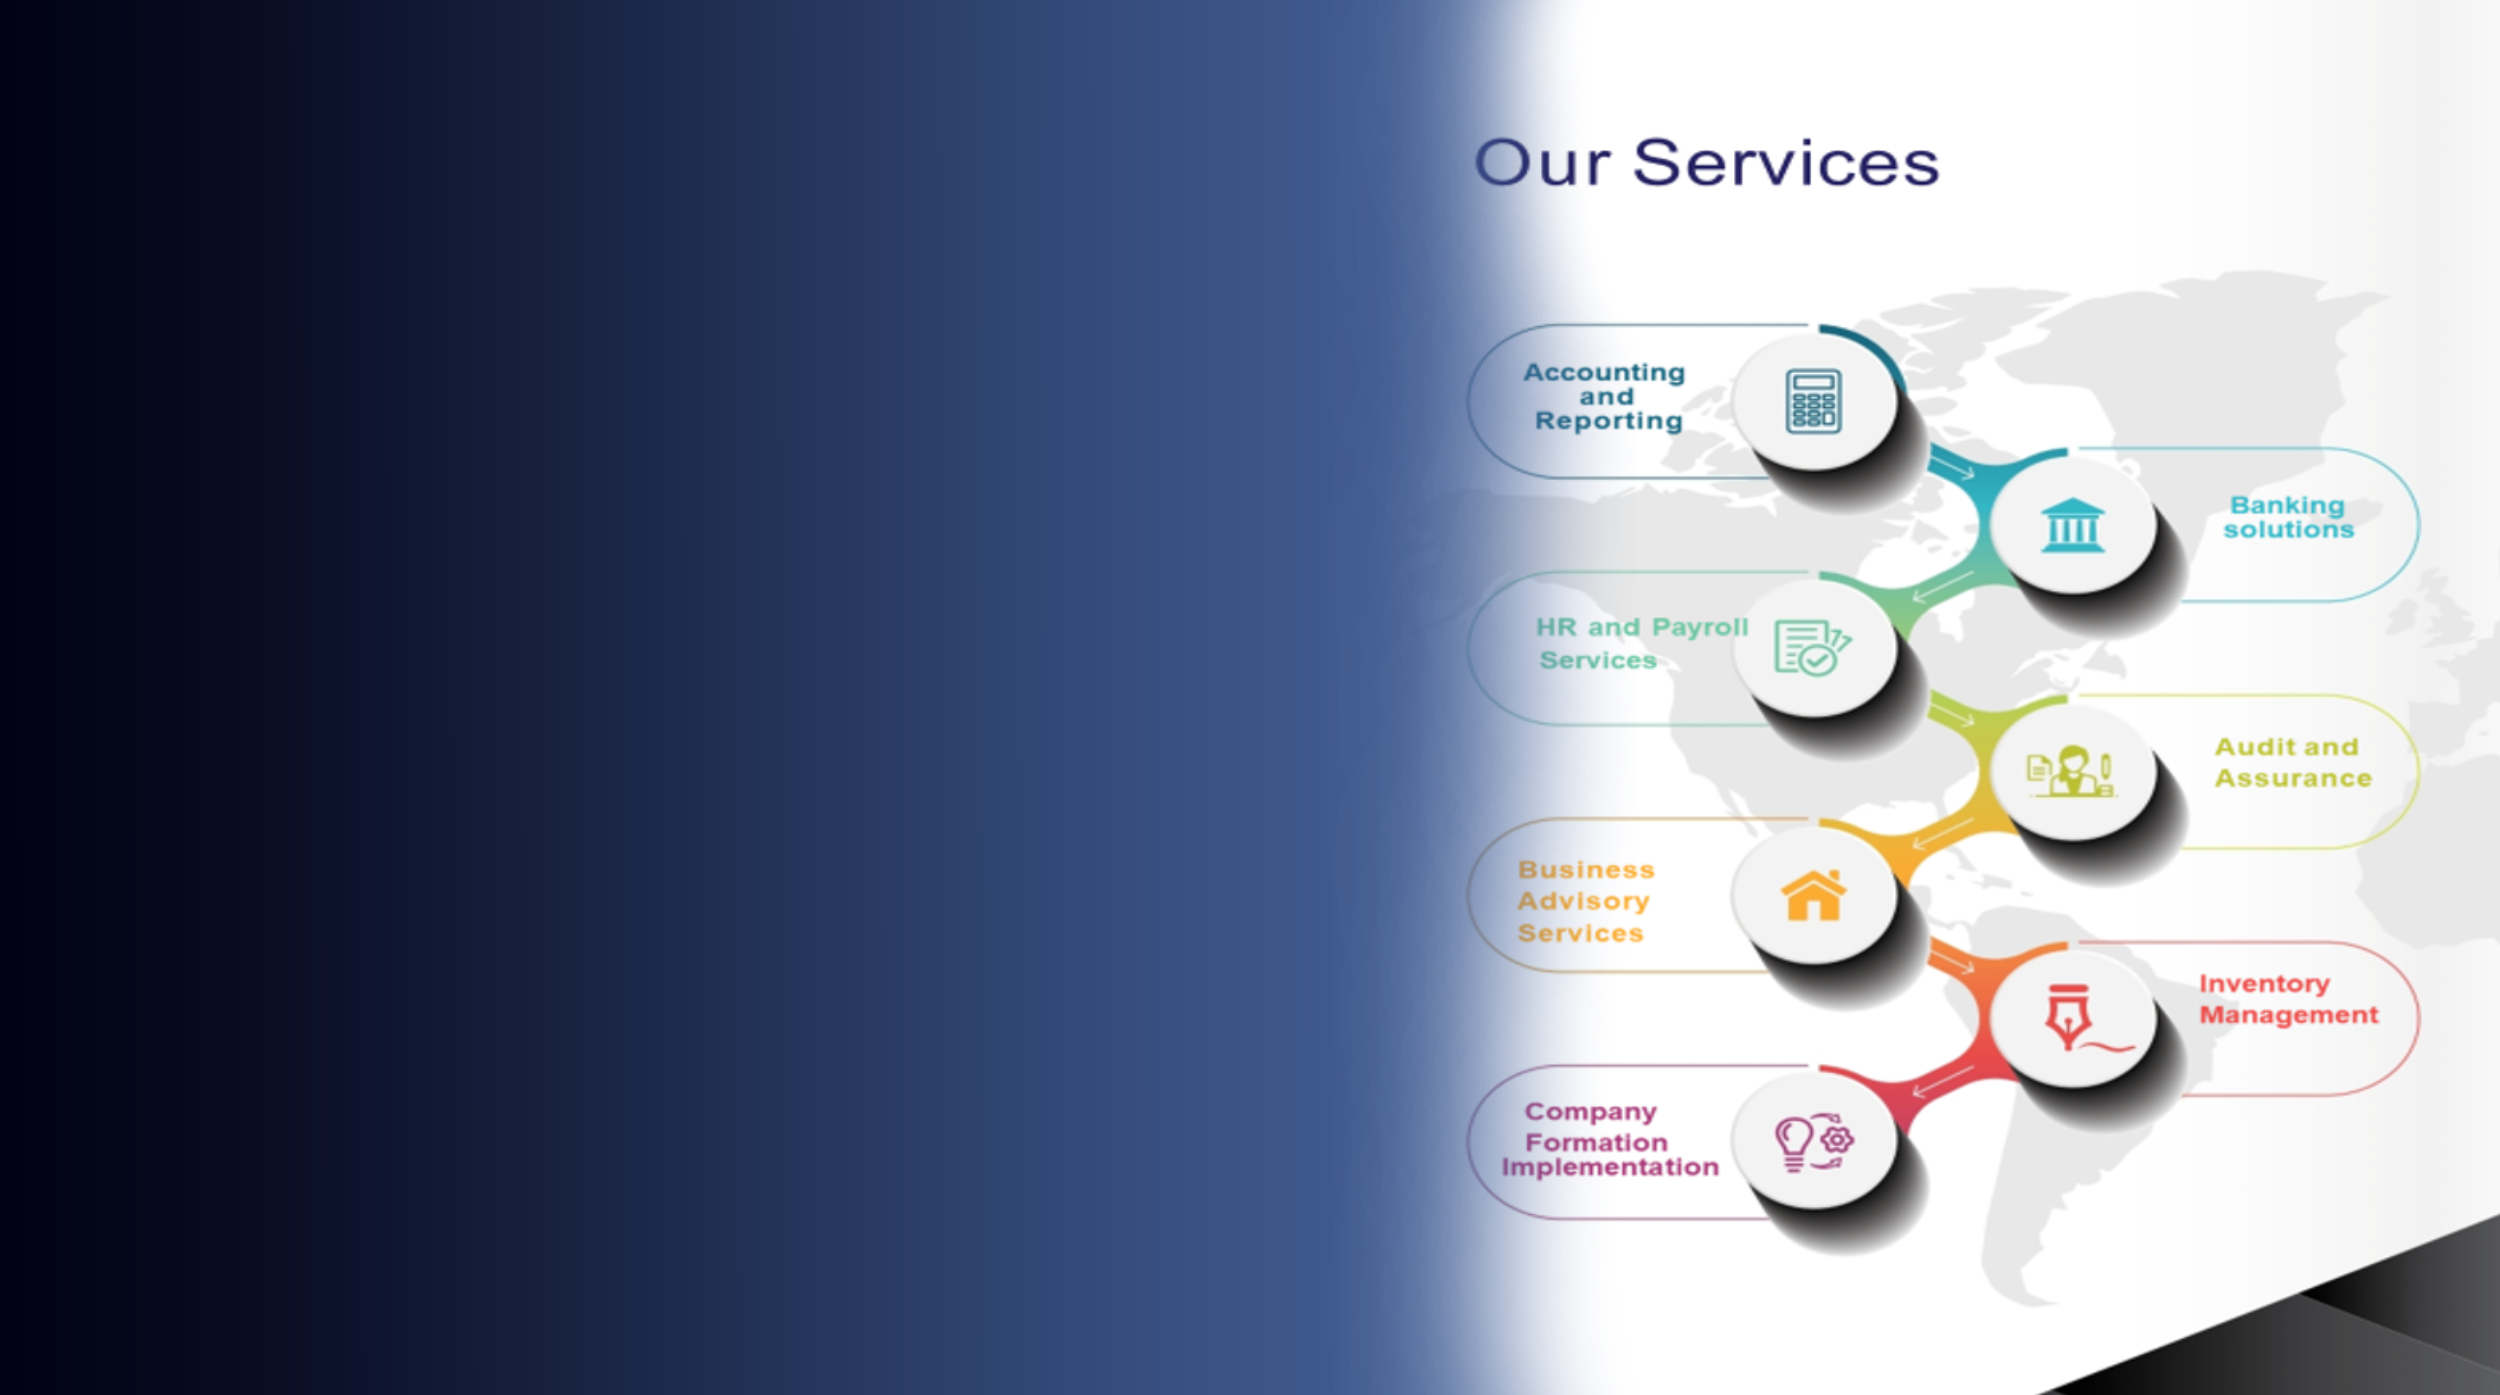 Our Services
Accounting
and
Reporting
Banking
solutions
HR and Payroll
Services
Audit and
Assurance
Business
Advisory
Services
Inventory
Management
Company
Formation
Implementation